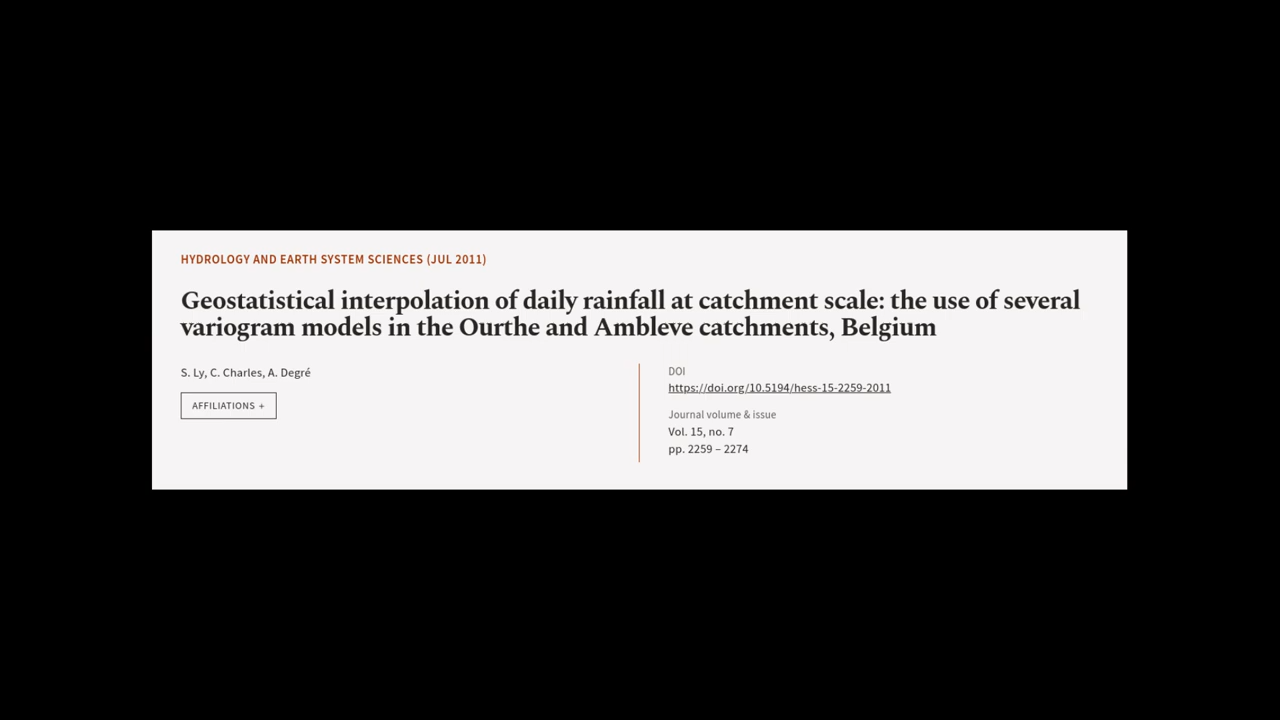 HYDROLOGY AND EARTH SYSTEM SCIENCES (JUL 2011)
Geostatistical interpolation of daily rainfall at catchment scale: the use of several
variogram models in the Ourthe and Ambleve catchments, Belgium
S. Ly, C. Charles, A. Degré
AFFILIATIONS +
DOI
https://doi.org/10.5194/hess-15-2259-2011
Journal volume & issue
Vol. 15, no. 7
pp. 2259 – 2274